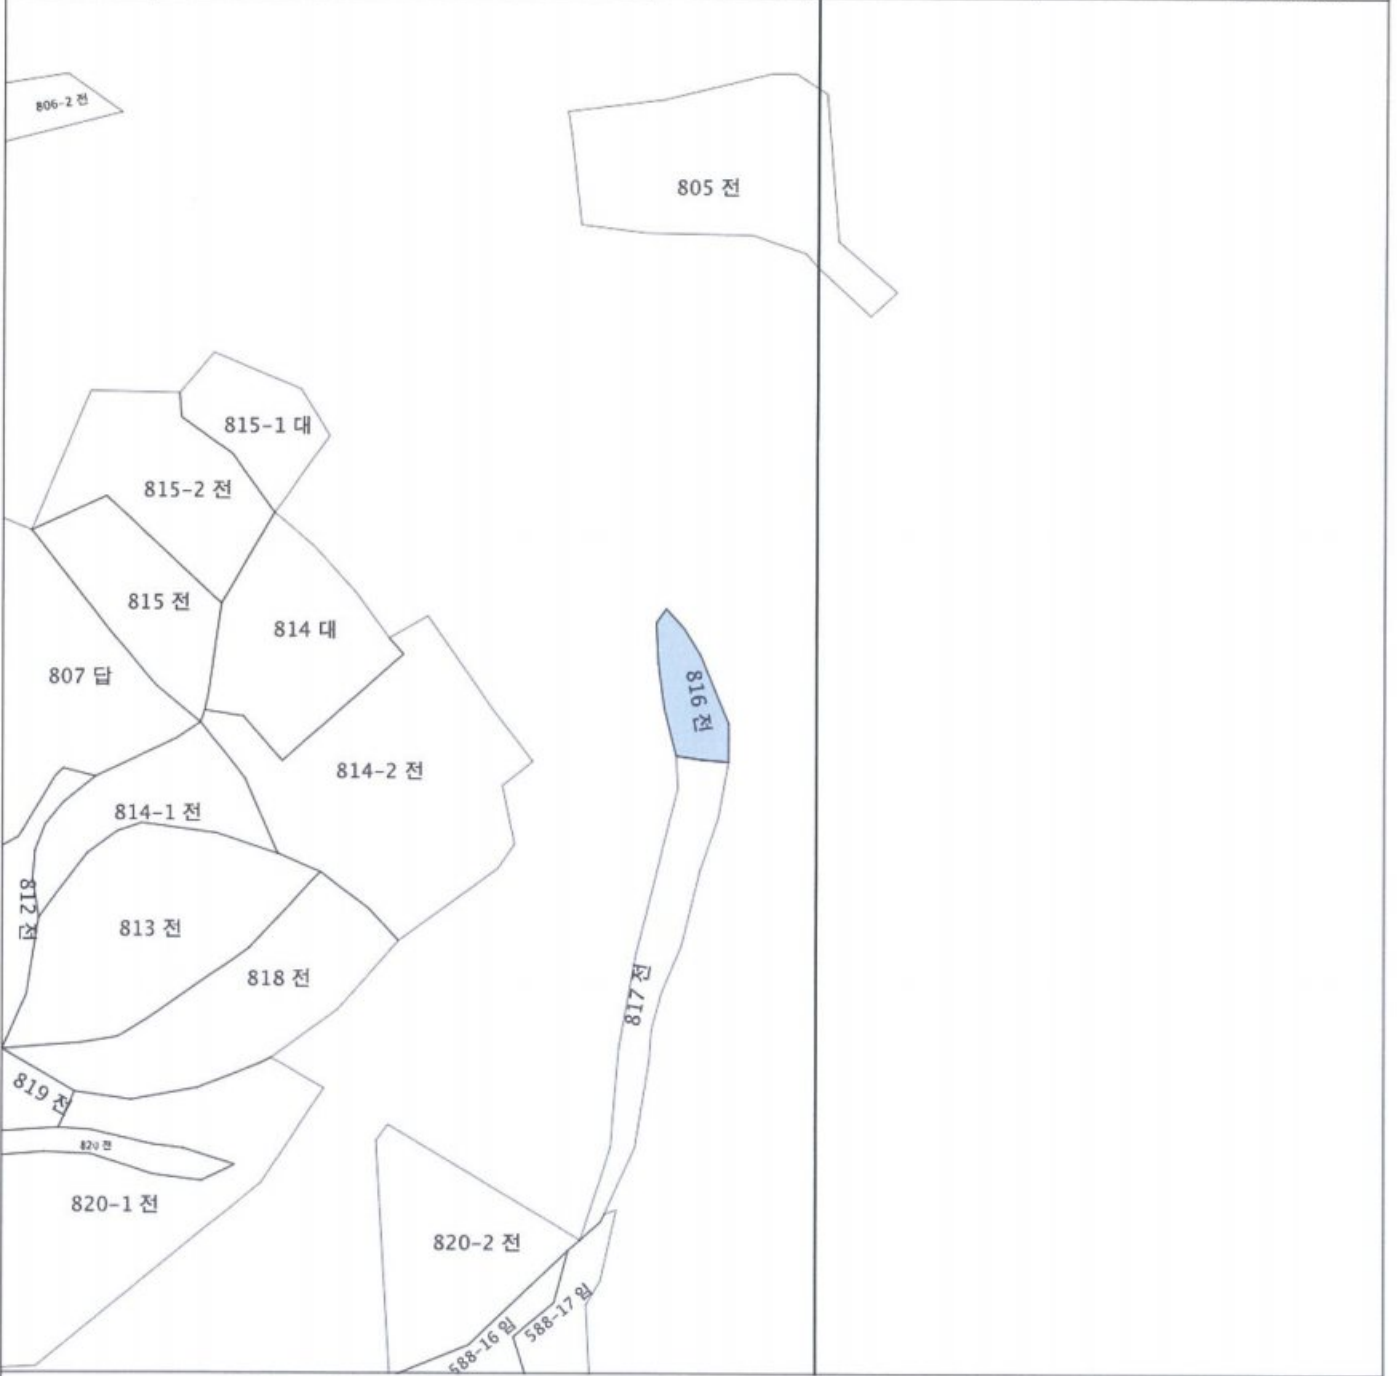 806-2 전
805 전
815-1 대
815-2 전
815 전
814 대
807 답
816 전
814-2 전
814-1 전
812 전
813 전
818 전
817 전
819 전
820 전
820-1 전
820-2 전
588-17 임
588-16 임